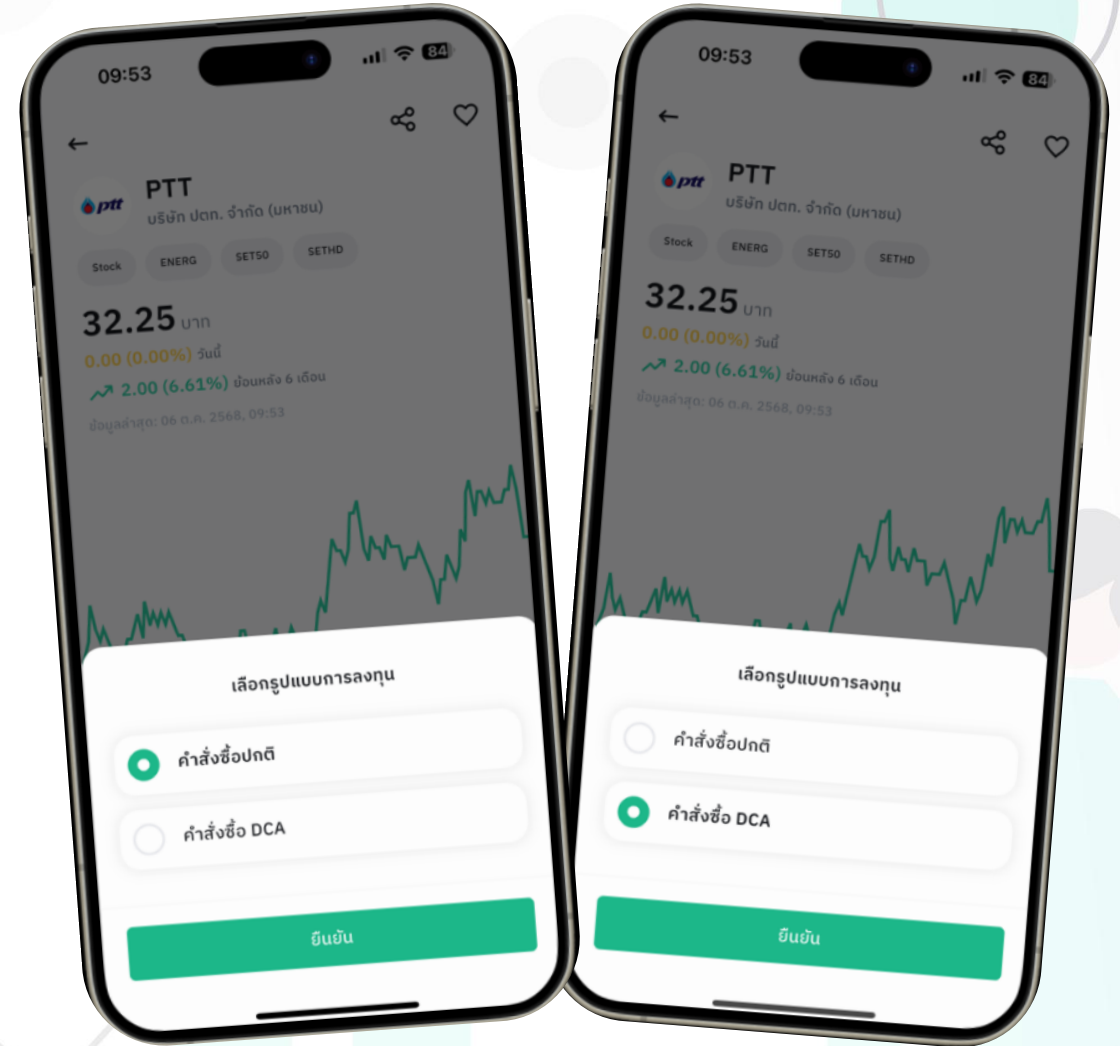 09:53
84
ptt
PTT
บริษัท ปตท. จำกัด (มหาชน)
Stock ENERG SET50 SETHD
32.25 บาท
0.00 (0.00%) วันนี้
2.00 (6.61%) ย้อนหลัง 6 เดือน
ข้อมูลล่าสุด: 06 ต.ค. 2568, 09:53
เลือกรูปแบบการลงทุน
คำสั่งซื้อปกติ
คำสั่งซื้อ DCA
ยืนยัน
09:53
84
ptt
PTT
บริษัท ปตท. จำกัด (มหาชน)
Stock ENERG SET50 SETHD
32.25 บาท
0.00 (0.00%) วันนี้
2.00 (6.61%) ย้อนหลัง 6 เดือน
ข้อมูลล่าสุด: 06 ต.ค. 2568, 09:53
เลือกรูปแบบการลงทุน
คำสั่งซื้อปกติ
คำสั่งซื้อ DCA
ยืนยัน